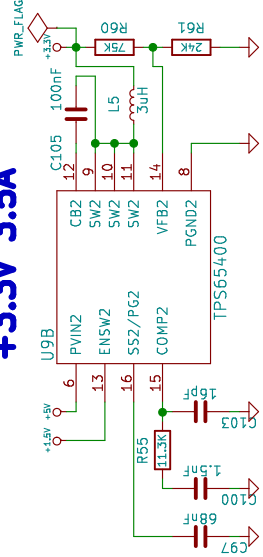 PWR_FLAG
+3.3V
R60
75K
R61
24K
100nF
C105
L5
3uH
12
9
10
11
14
8
CB2
SW2
SW2
SW2
VFB2
PGND2
+3.3V 3.5A
U9B
TPS65400
PVIN2
ENSW2
SS2/PG2
COMP2
6
13
16
15
+5V
+1.5V
R55
11.3K
16pF
C103
1.5nF
C100
68nF
C97